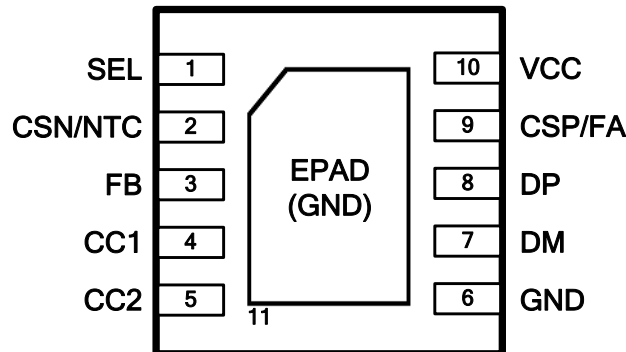 SEL 1 10 VCC
CSN/NTC 2 9 CSP/FA
EPAD
FB 3 8 DP
(GND)
CC1 4 7 DM
CC2 5 6 GND
11